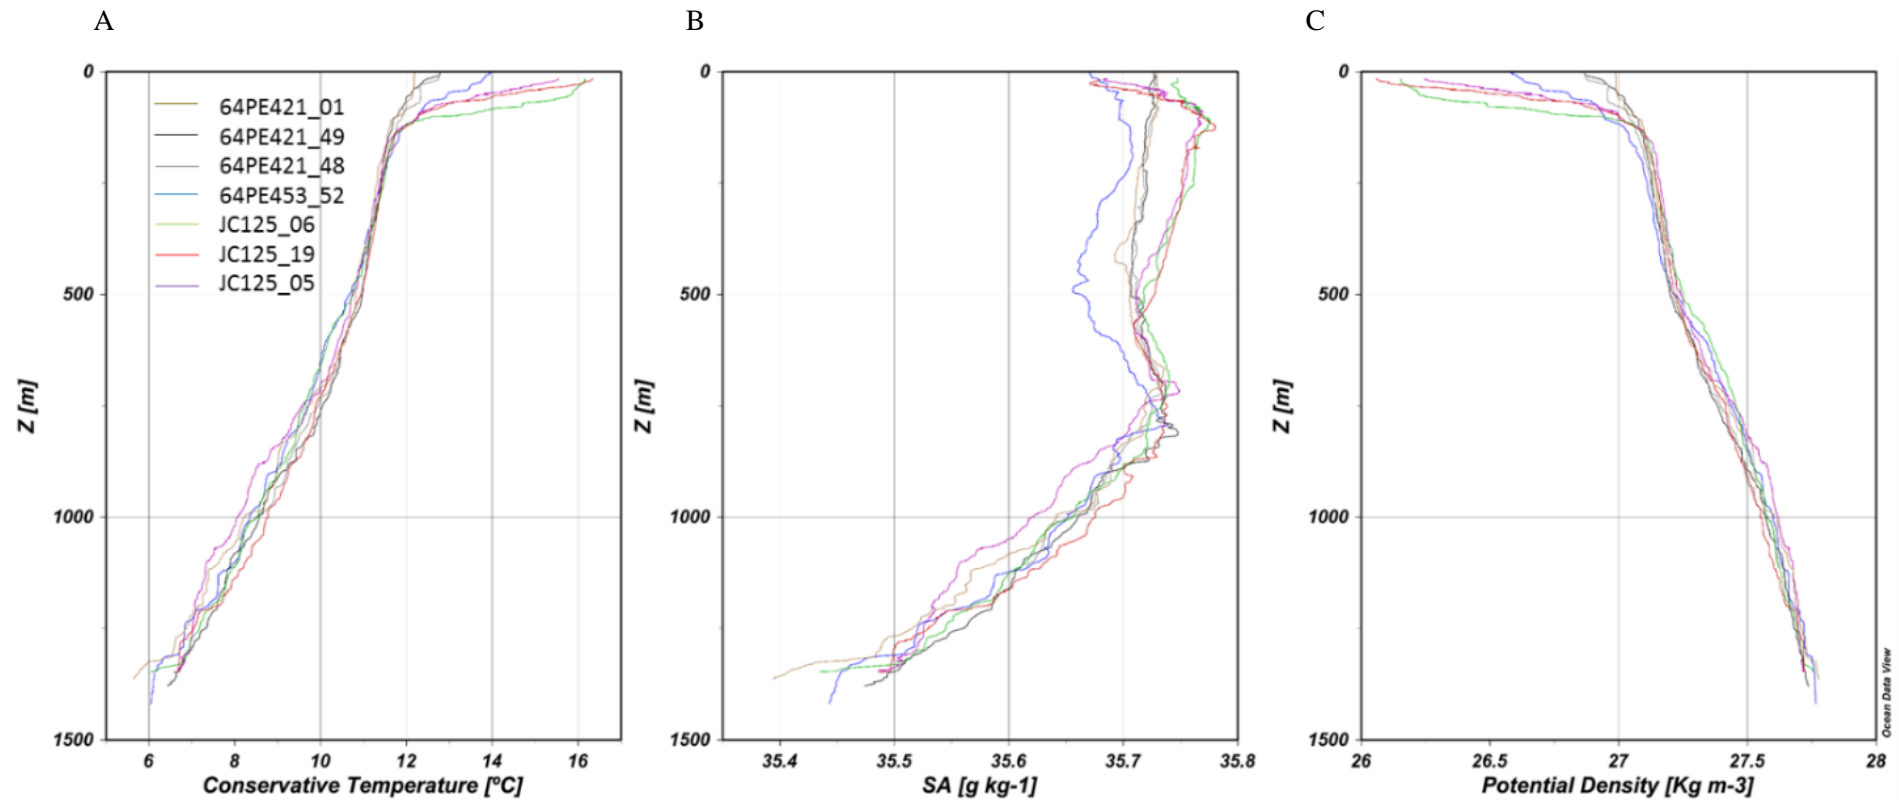 A
B
C
0
500
1000
1500
Z [m]
64PE421_01
64PE421_49
64PE421_48
64PE453_52
JC125_06
JC125_19
JC125_05
6 8 10 12 14 16
Conservative Temperature [ºC]
0
500
1000
1500
Z [m]
35.4 35.5 35.6 35.7 35.8
SA [g kg-1]
0
500
1000
1500
Z [m]
26 26.5 27 27.5 28
Potential Density [Kg m-3]
Ocean Data View